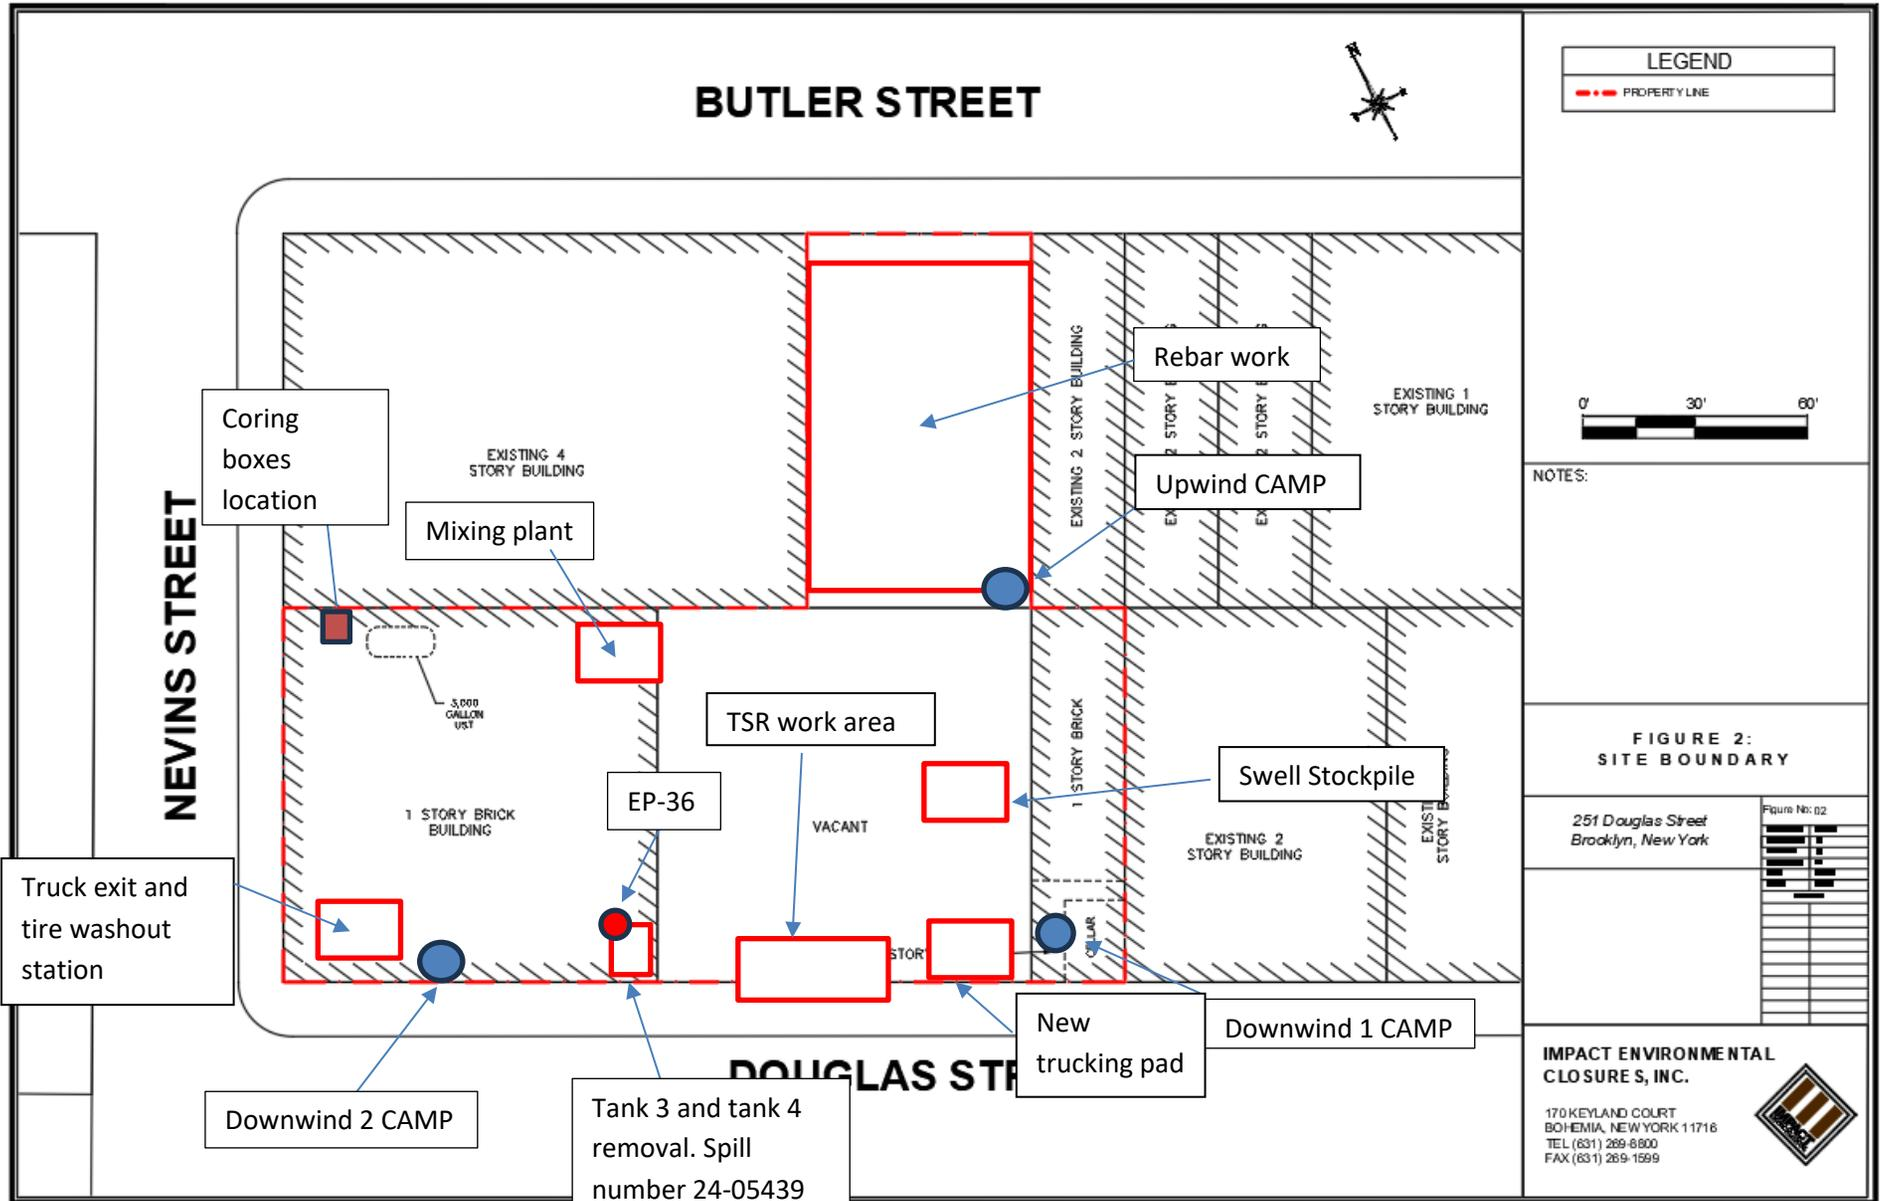 BUTLER STREET
N
LEGEND
PROPERTY LINE
Rebar work
EXISTING 2 STORY BUILDING
2 STORY
2 STORY
EXISTING 1
STORY BUILDING
0' 30' 60'
Coring
boxes
location
EXISTING 4
STORY BUILDING
Upwind CAMP
NOTES:
Mixing plant
NEVINS STREET
GALLON
UST
TSR work area
1 STORY BRICK
Swell Stockpile
FIGURE 2:
SITE BOUNDARY
EP-36
1 STORY BRICK
BUILDING
VACANT
EXISTING 2
STORY BUILDING
Figure No: 02
251 Douglas Street
Brooklyn, New York
Truck exit and
tire washout
station
New
trucking pad
Downwind 1 CAMP
DOUGLAS
Downwind 2 CAMP
Tank 3 and tank 4
removal. Spill
number 24-05439
IMPACT ENVIRONMENTAL
CLOSURES, INC.
170 KEYLAND COURT
BOHEMIA, NEW YORK 11716
TEL (631) 269-8800
FAX (631) 269-1599
IMPACT